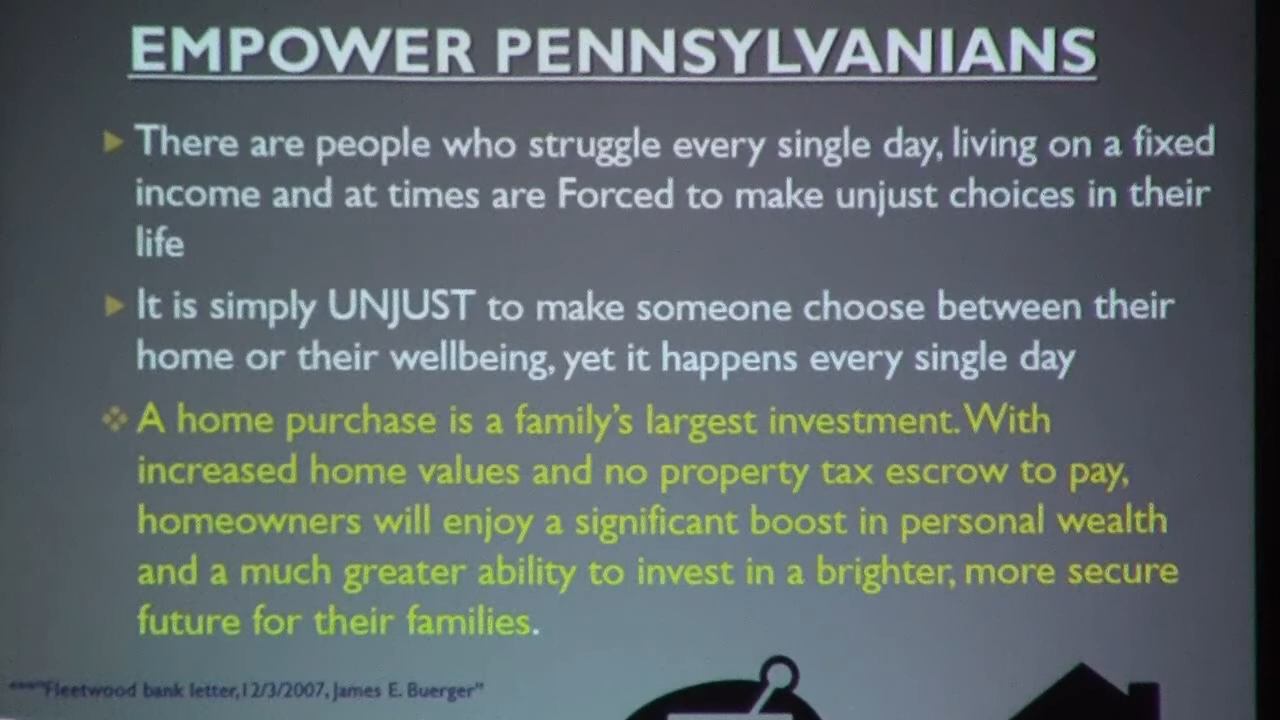 EMPOWER PENNSYLVANIANS
There are people who struggle every single day, living on a fixed
income and at times are Forced to make unjust choices in their
life
It is simply UNJUST to make someone choose between their
home or their wellbeing, yet it happens every single day
A home purchase is a family's largest investment. With
increased home values and no property tax escrow to pay,
homeowners will enjoy a significant boost in personal wealth
and a much greater ability to invest in a brighter, more secure
future for their families.
"Fleetwood bank letter,12/3/2007, James E. Buerger"